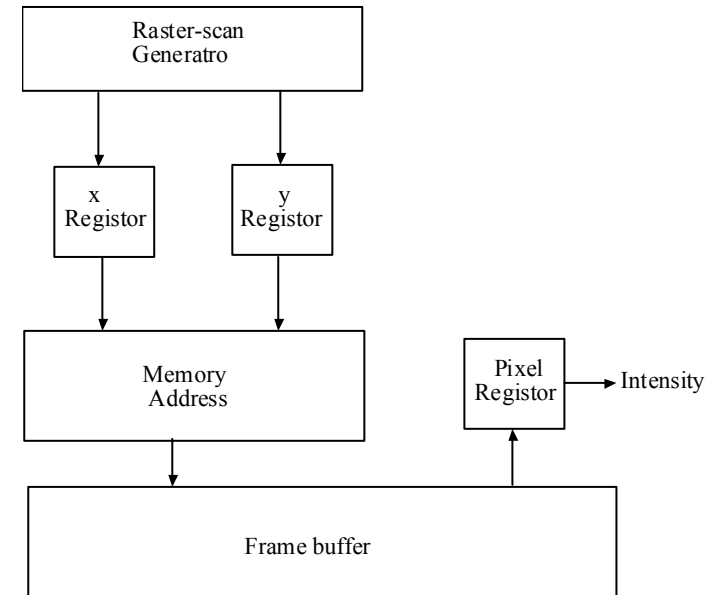 Raster-scan
Generatro
x
Registor
y
Registor
Memory
Address
Pixel
Registor
Intensity
Frame buffer